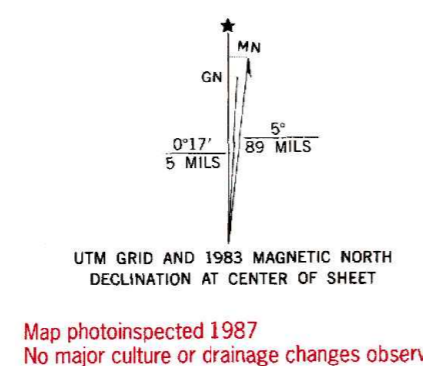 ★
MN
GN
0°17'
5 MILS
5°
89 MILS
UTM GRID AND 1983 MAGNETIC NORTH
DECLINATION AT CENTER OF SHEET
Map photoinspected 1987
No major culture or drainage changes observ